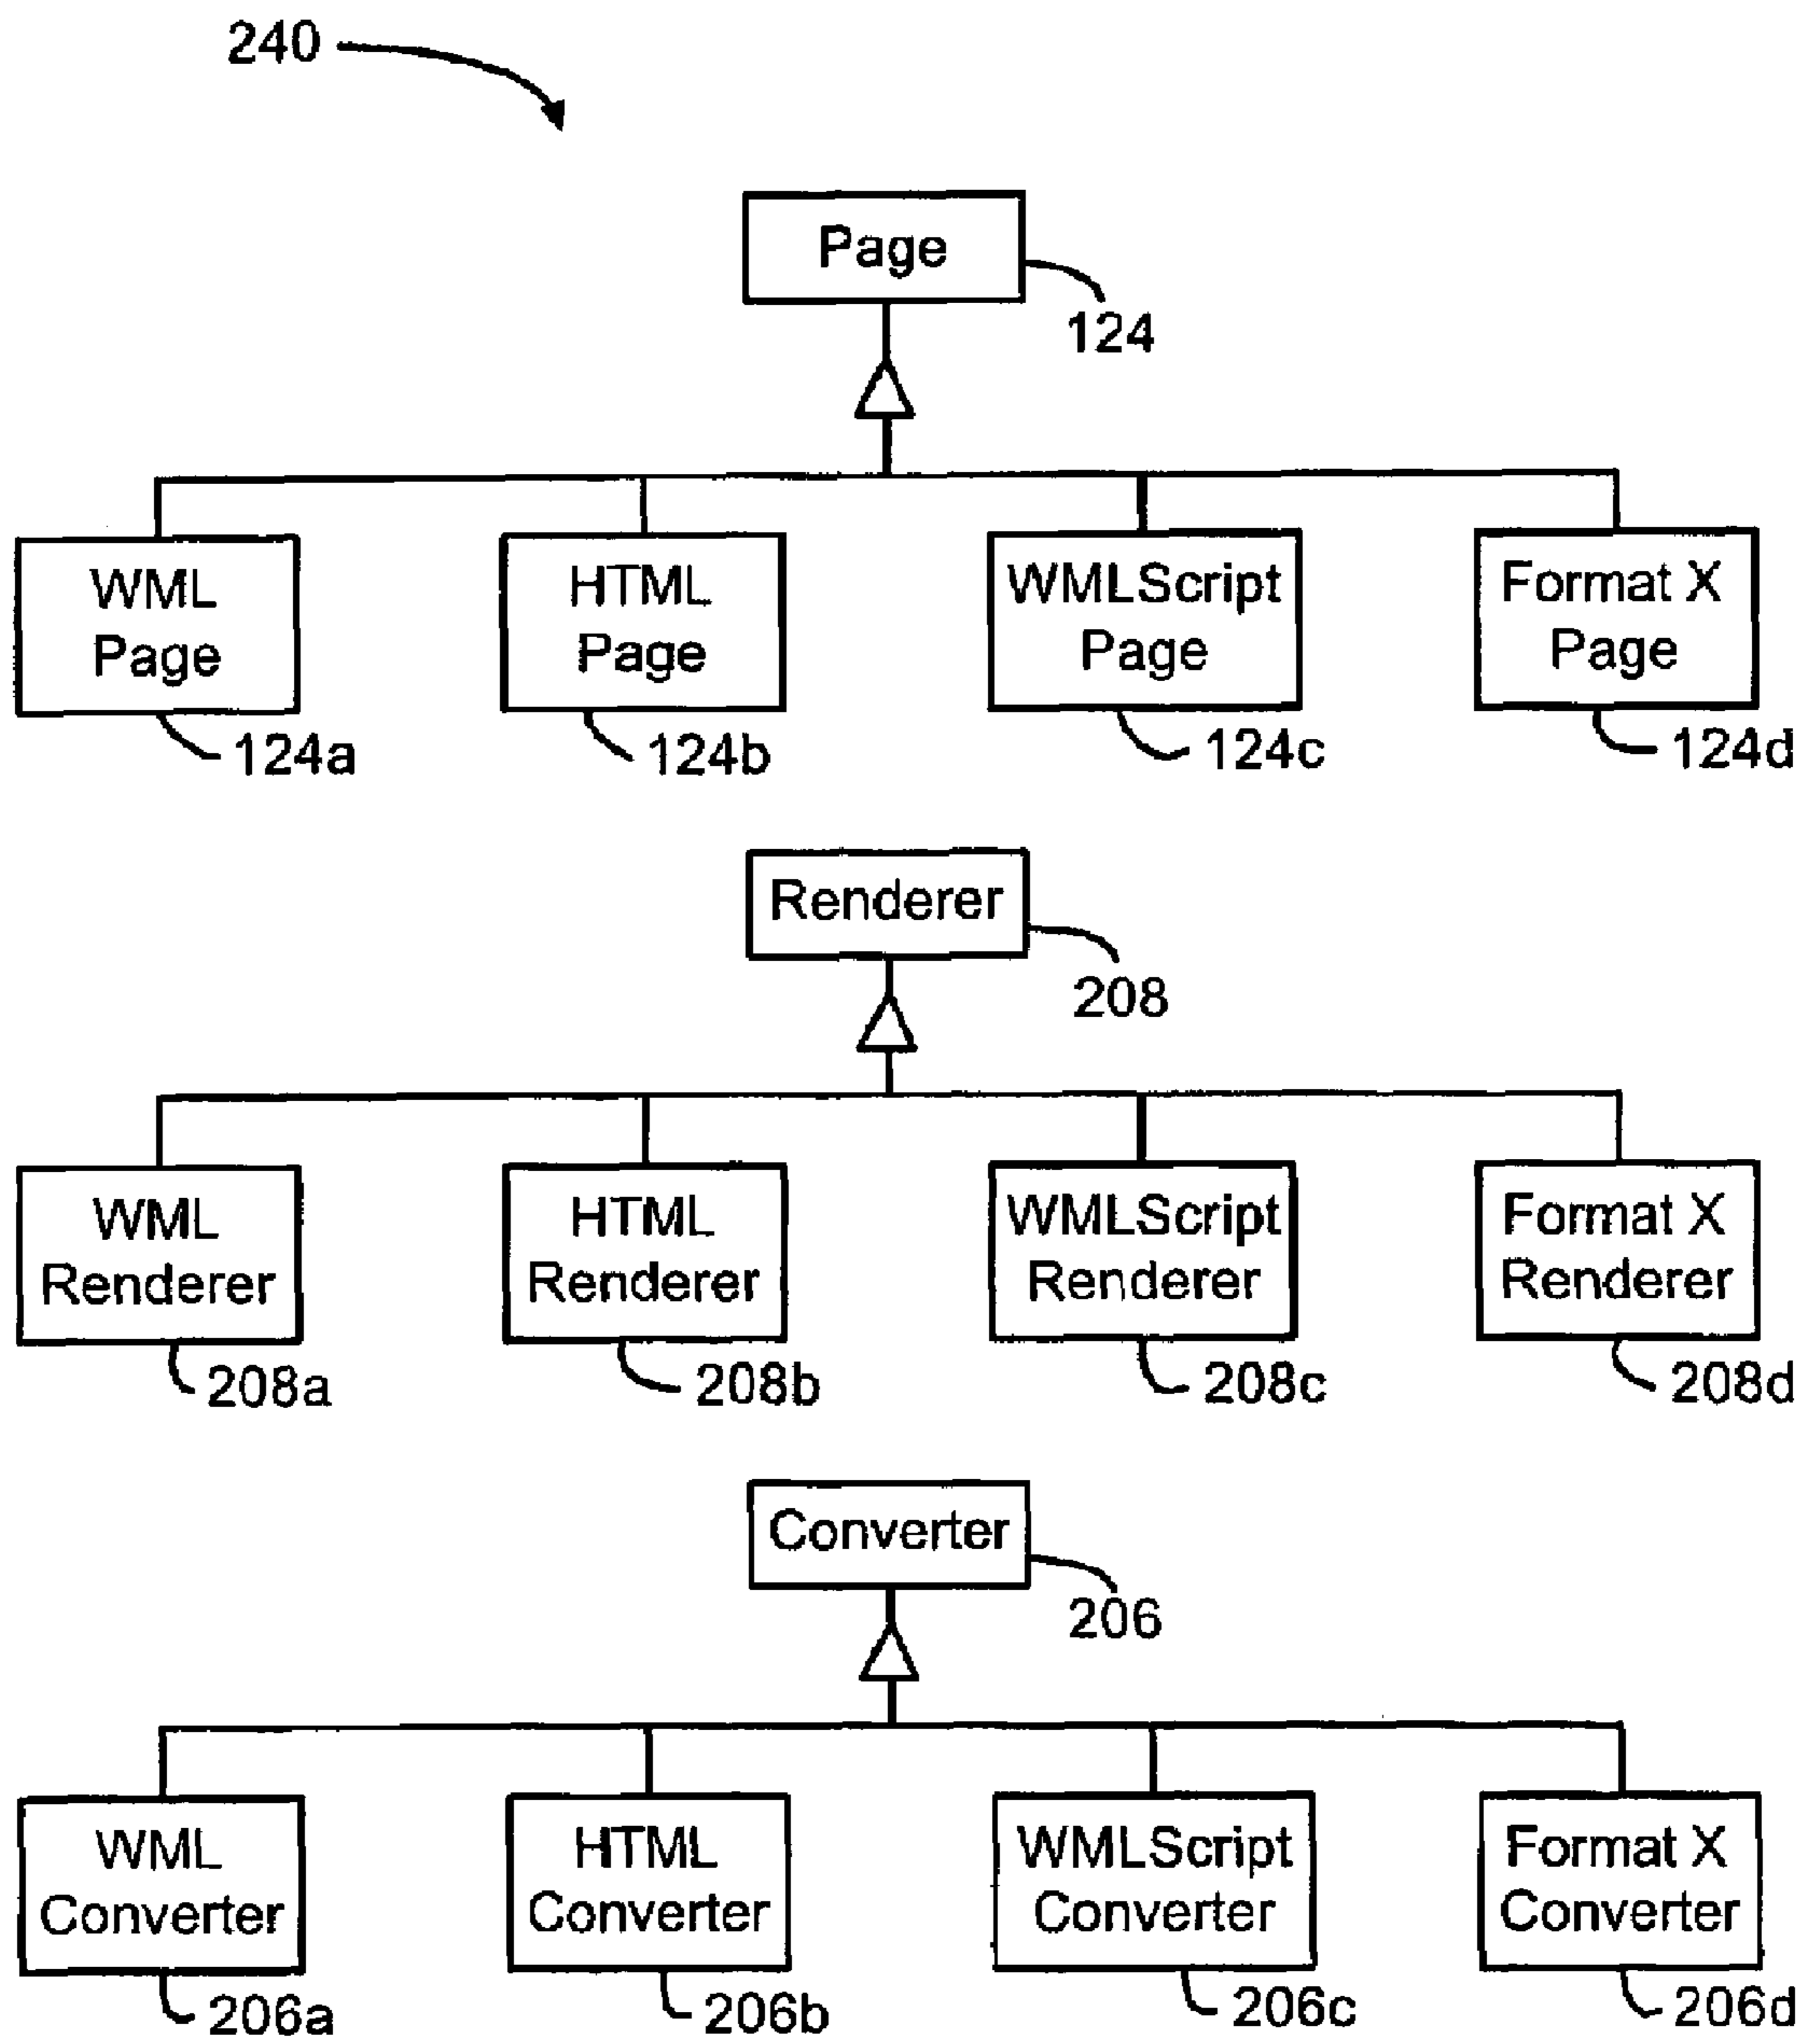 240
Page
124
WML
Page
124a
HTML
Page
124b
WMLScript
Page
124c
Format X
Page
124d
Renderer
208
WML
Renderer
208a
HTML
Renderer
208b
WMLScript
Renderer
208c
Format X
Renderer
208d
Converter
206
WML
Converter
206a
HTML
Converter
206b
WMLScript
Converter
206c
Format X
Converter
206d